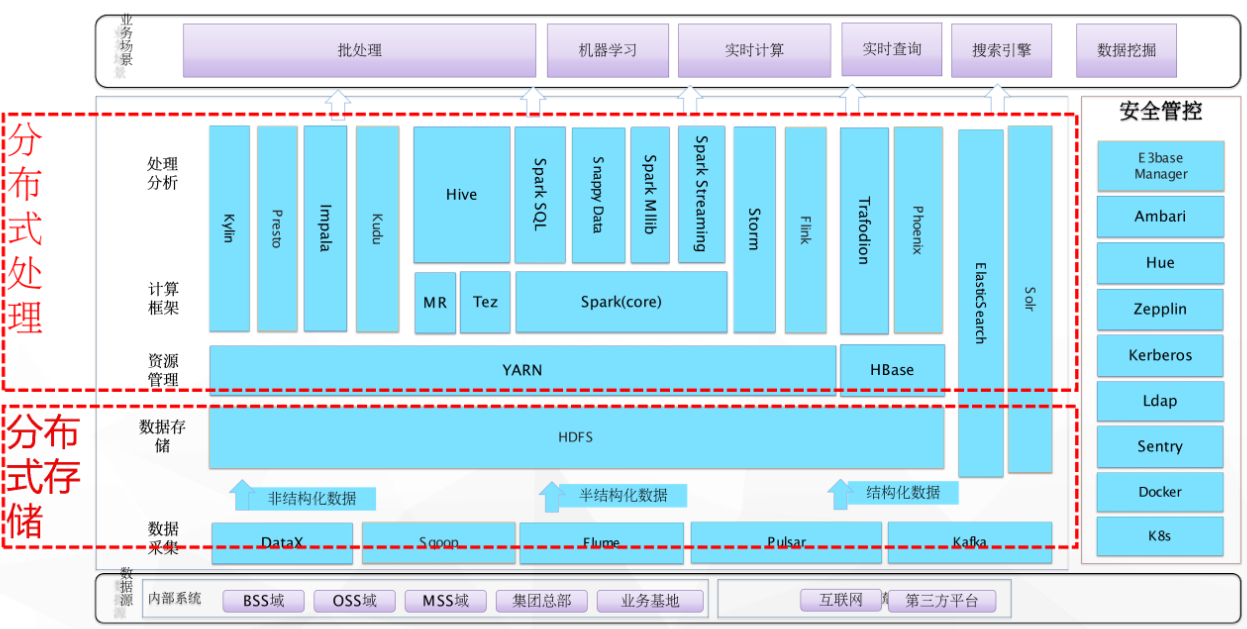 业务场景
批处理
机器学习
实时计算
实时查询
搜索引擎
数据挖掘
分布式处理
处理
分析
Kylin
Presto
Impala
Kudu
Hive
Spark SQL
Snappy Data
Spark Mllib
Spark Streaming
Storm
Flink
Trafodion
Phoenix
ElasticSearch
Solr
计算
框架
MR
Tez
Spark(core)
资源
管理
YARN
HBase
分布
式存
储
数据存
储
HDFS
非结构化数据
半结构化数据
结构化数据
数据
采集
DataX
Sqoop
Flume
Pulsar
Kafka
安全管控
E3base
Manager
Ambari
Hue
Zepplin
Kerberos
Ldap
Sentry
Docker
K8s
数据源
内部系统
BSS域
OSS域
MSS域
集团总部
业务基地
互联网
第三方平台